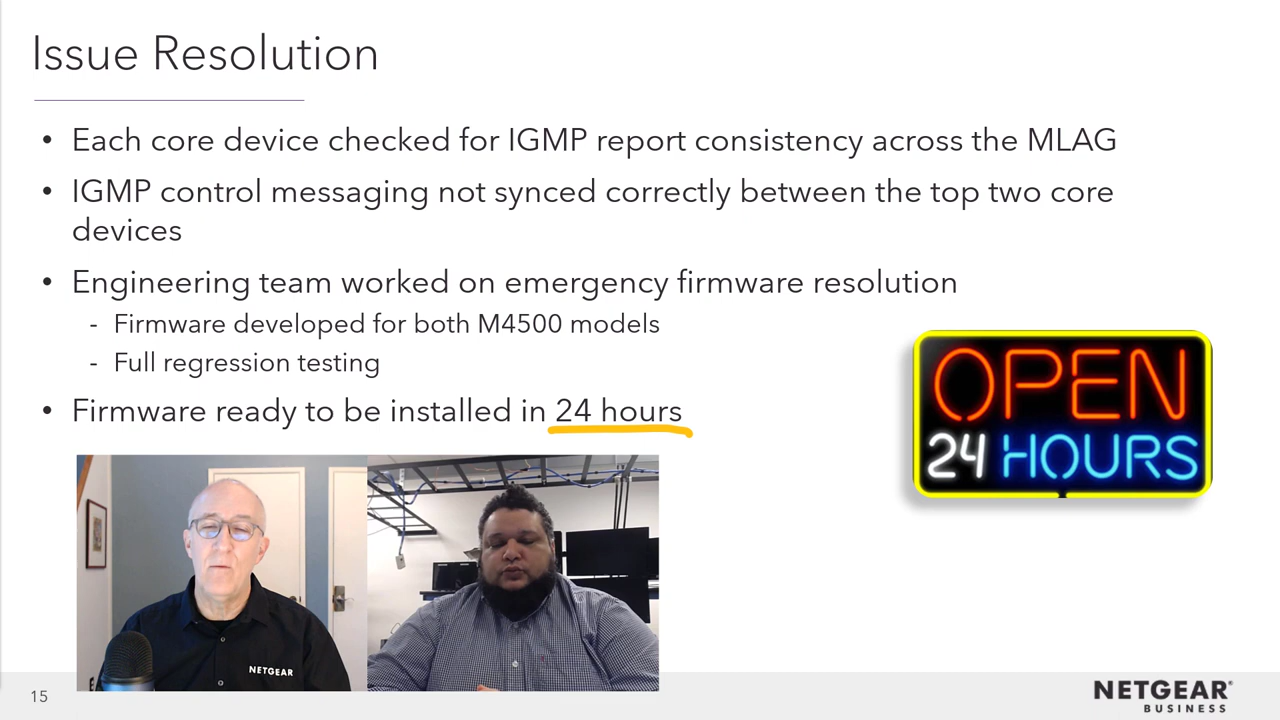 Issue Resolution
• Each core device checked for IGMP report consistency across the MLAG
• IGMP control messaging not synced correctly between the top two core
devices
• Engineering team worked on emergency firmware resolution
- Firmware developed for both M4500 models
- Full regression testing
• Firmware ready to be installed in 24 hours
OPEN
24 HOURS
NETGEAR
15
NETGEAR®
BUSINESS